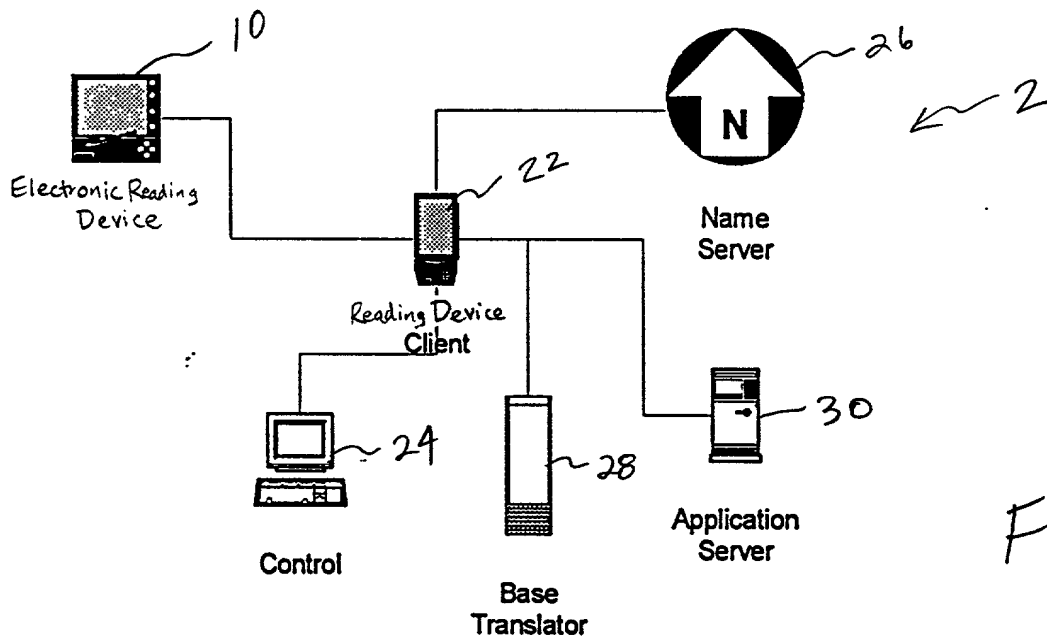 10
26
2
N
Electronic Reading
Device
22
Name
Server
Reading Device
Client
24
28
30
Control
Application
Server
F
Base
Translator